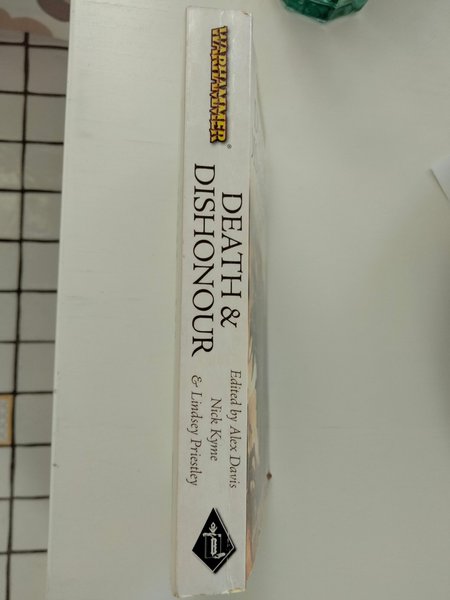 WARHAMMER®
DEATH &
DISHONOUR
Edited by Alex Davis
Nick Kyme
& Lindsey Priestley